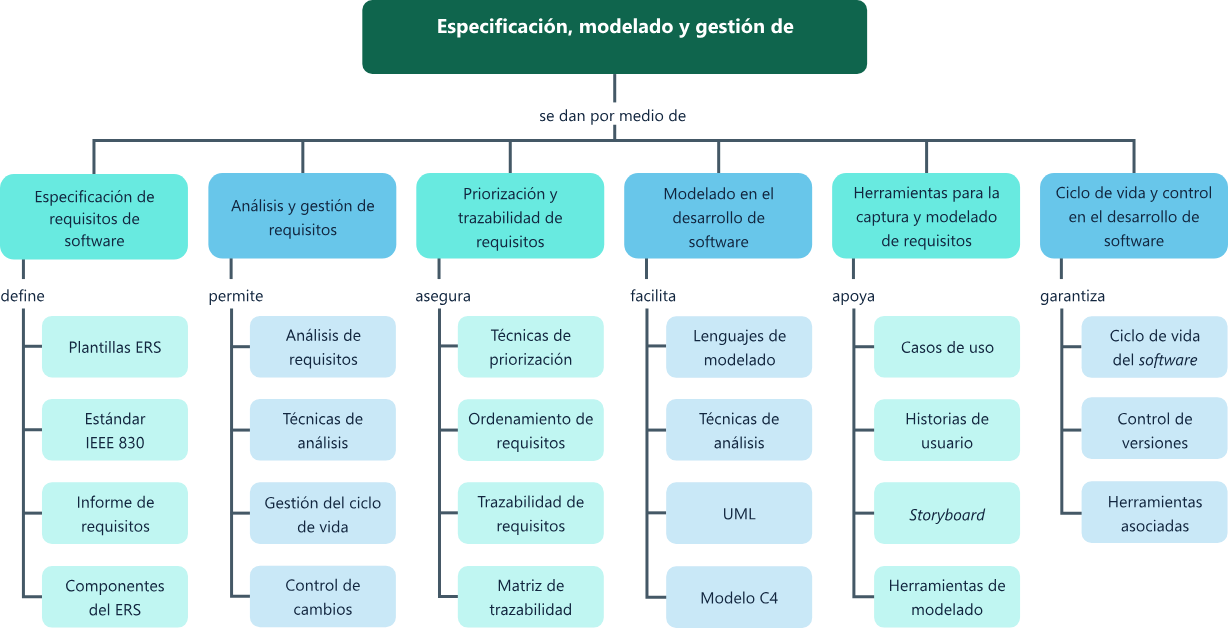 Especificación, modelado y gestión de
se dan por medio de
Especificación de
requisitos de
software
define
Plantillas ERS
Estándar
IEEE 830
Informe de
requisitos
Componentes
del ERS
Análisis y gestión de
requisitos
permite
Análisis de
requisitos
Técnicas de
análisis
Gestión del ciclo
de vida
Control de
cambios
Priorización y
trazabilidad de
requisitos
asegura
Técnicas de
priorización
Ordenamiento de
requisitos
Trazabilidad de
requisitos
Matriz de
trazabilidad
Modelado en el
desarrollo de
software
facilita
Lenguajes de
modelado
Técnicas de
análisis
UML
Modelo C4
Herramientas para la
captura y modelado
de requisitos
apoya
Casos de uso
Historias de
usuario
Storyboard
Herramientas de
modelado
Ciclo de vida y control
en el desarrollo de
software
garantiza
Ciclo de vida
del software
Control de
versiones
Herramientas
asociadas